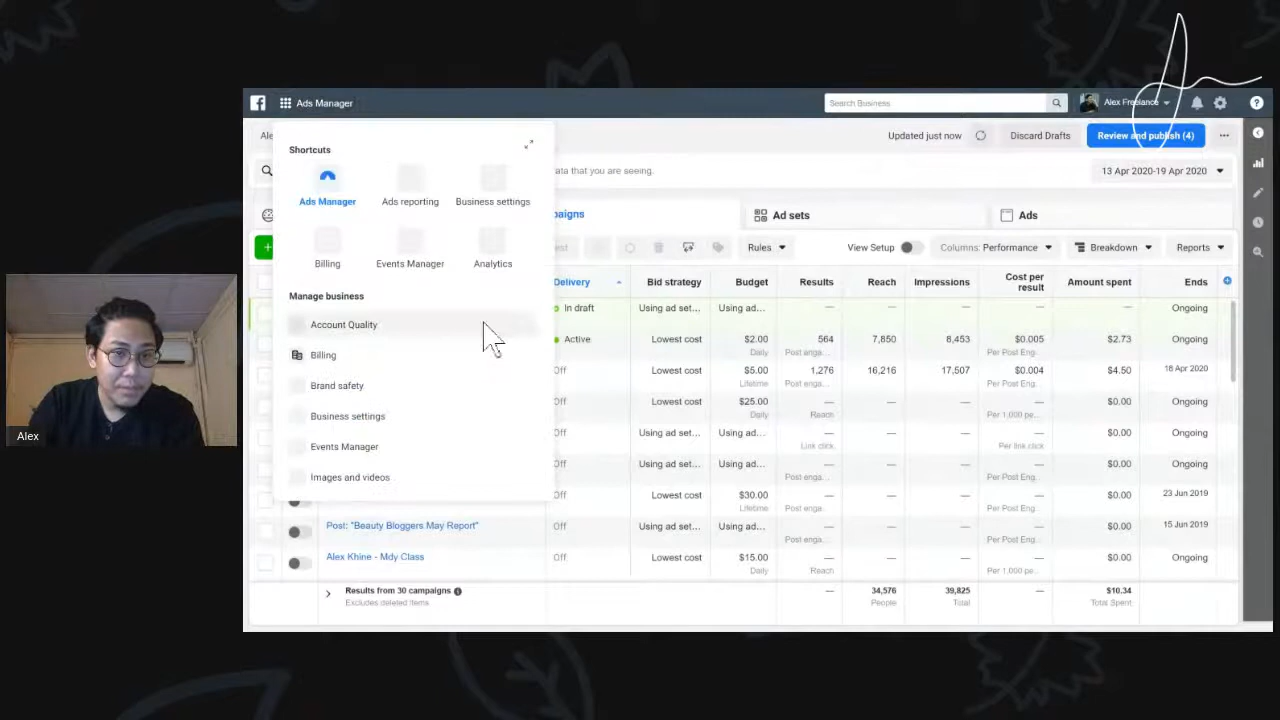 Ads Manager
Search Business
Alex Freelance
?
Ale
Updated just now
Discard Drafts
Review and publish (4)
Shortcuts
ata that you are seeing.
13 Apr 2020-19 Apr 2020
Ads Manager
Ads reporting
Business settings
paigns
Ad sets
Ads
Billing
Events Manager
Analytics
+
est
Rules
View Setup
Columns: Performance
Breakdown
Reports
Manage business
Delivery
Bid strategy
Budget
Results
Reach
Impressions
Cost per result
Amount spent
Ends
Account Quality
Billing
Brand safety
Business settings
Events Manager
Images and videos
In draft
Using ad...
Using ad...
—
—
—
—
—
Ongoing
Active
Lowest cost
$2.00
564
7,850
8,453
$0.005
$2.73
Ongoing
Daily
Post enga...
Per Post Eng...
Off
Lowest cost
$5.00
1,276
16,216
17,507
$0.004
$4.50
18 Apr 2020
Lifetime
Post enga...
Per Post Eng...
Off
Lowest cost
$25.00
—
—
—
—
$0.00
Ongoing
Daily
Reach
Per 1,000 pe...
Off
Using ad set...
Using ad...
—
—
—
—
$0.00
Ongoing
Link click
Per link click
Off
Using ad set...
Using ad...
—
—
—
—
$0.00
Ongoing
Post enga...
Per Post Eng...
Off
Lowest cost
$30.00
—
—
—
—
$0.00
23 Jun 2019
Lifetime
Post enga...
Per Post Eng...
Post: "Beauty Bloggers May Report"
Off
Using ad set...
Using ad...
—
—
—
—
$0.00
15 Jun 2019
Post enga...
Per Post Eng...
Alex Khine - Mdy Class
Off
Lowest cost
$15.00
—
—
—
—
$0.00
Ongoing
Daily
Reach
Per 1,000 pe...
Results from 30 campaigns
Excludes deleted items
—
34,576
People
39,825
Total
—
$10.34
Total Spent
Alex